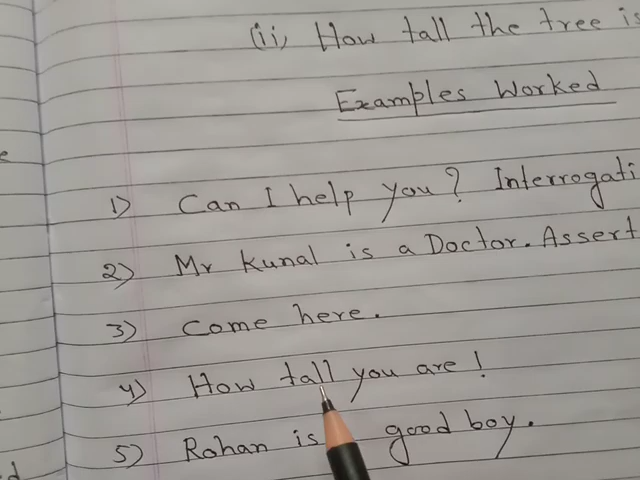 (ii) How tall the tree is
Examples Worked
1) Can I help you? Interrogati
2) Mr Kunal is a Doctor. Assert
3) Come here.
4) How tall you are!
5) Rohan is good boy.